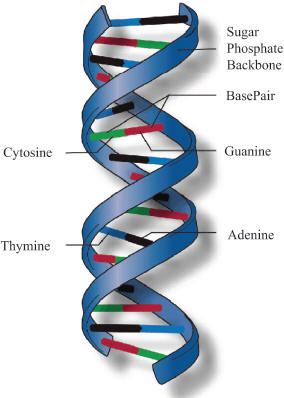 Sugar
Phosphate
Backbone
BasePair
Cytosine
Guanine
Thymine
Adenine